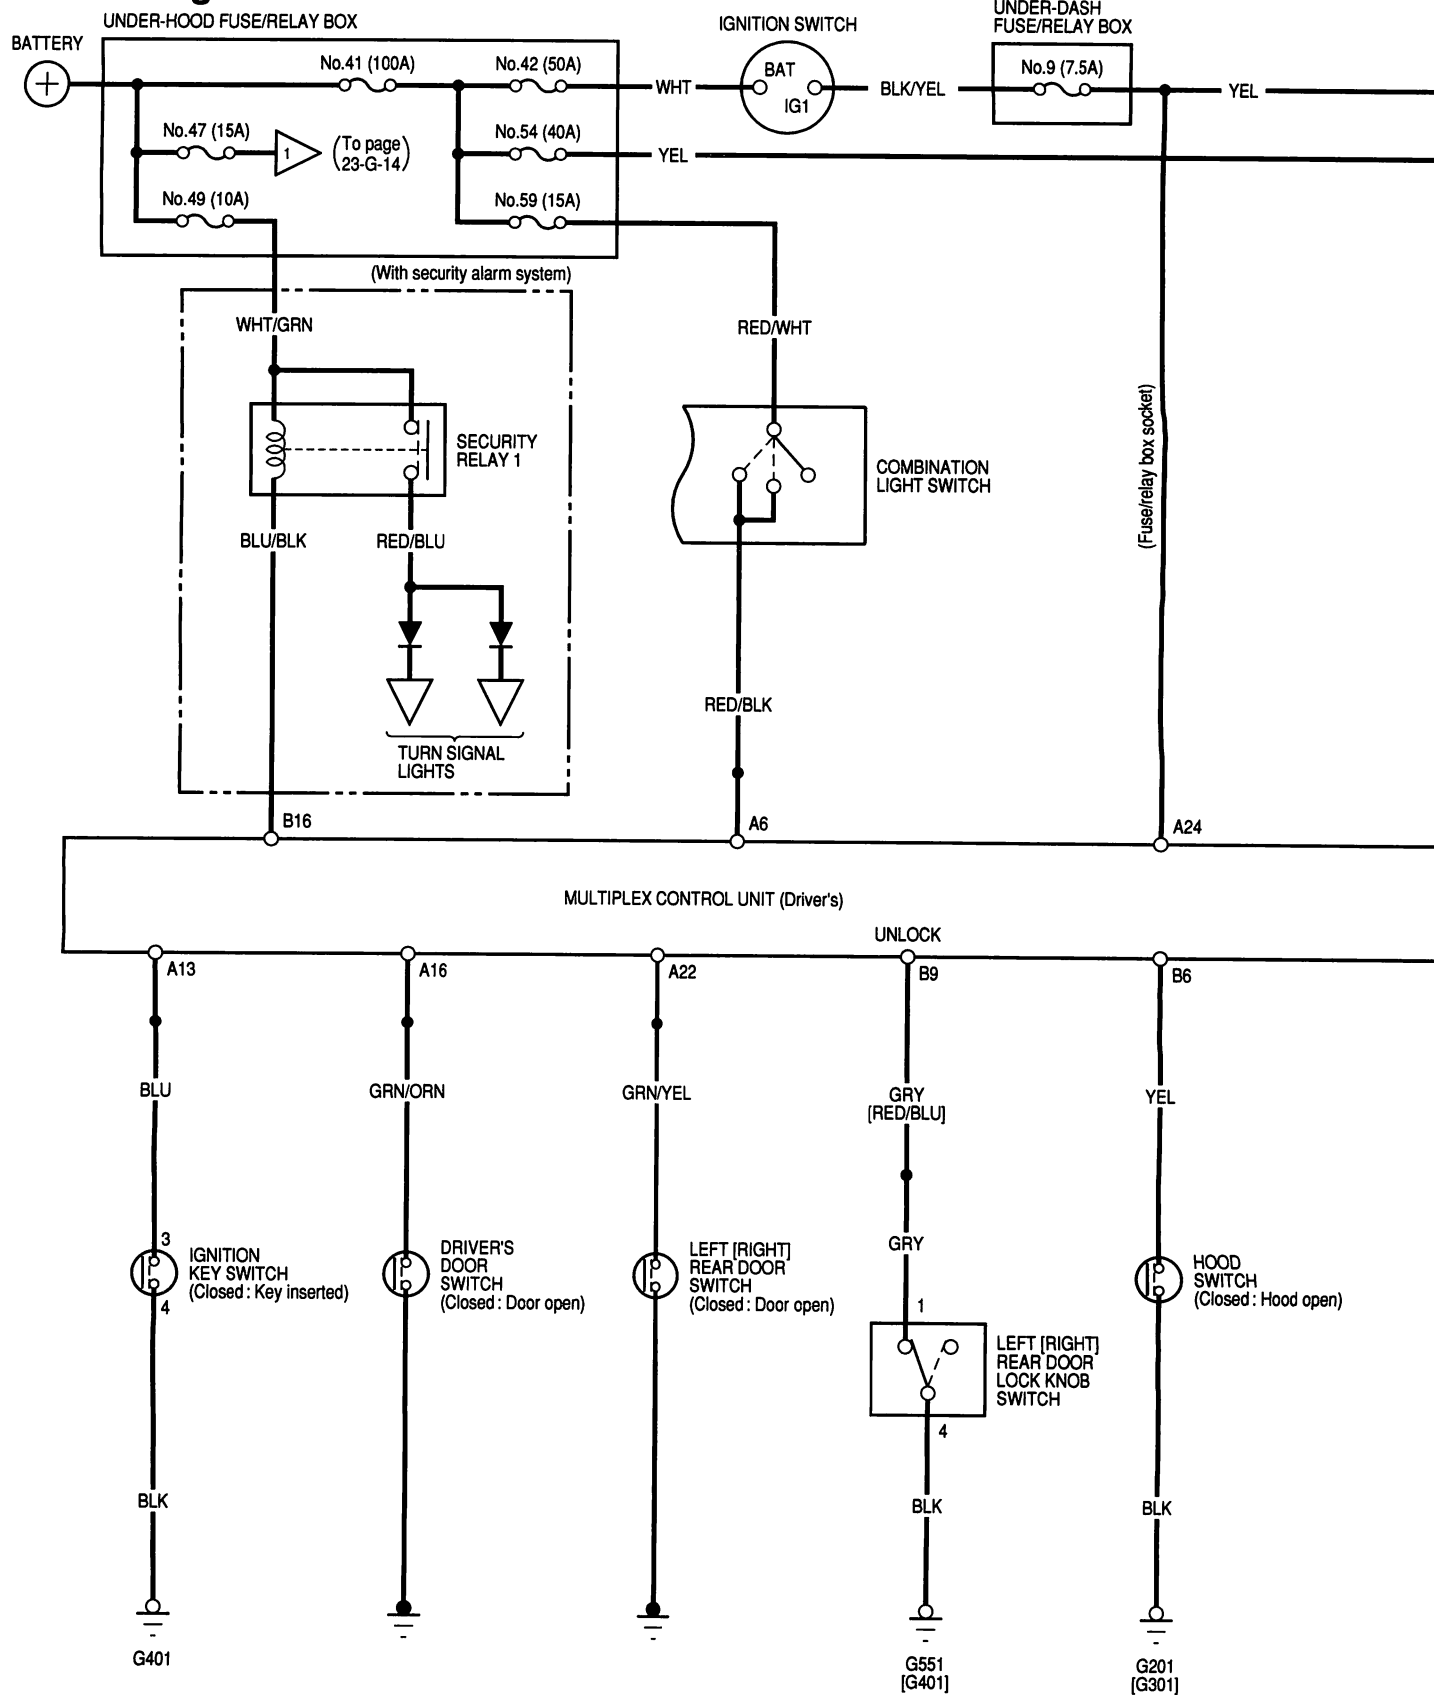 UNDER-HOOD FUSE/RELAY BOX
IGNITION SWITCH
UNDER-DASH
FUSE/RELAY BOX
BATTERY
No.41 (100A)
No.42 (50A)
WHT
BAT
IG1
BLK/YEL
No.9 (7.5A)
YEL
No.47 (15A)
1
(To page
23-G-14)
No.54 (40A)
YEL
No.49 (10A)
No.59 (15A)
(With security alarm system)
WHT/GRN
RED/WHT
(Fuse/relay box socket)
SECURITY
RELAY 1
COMBINATION
LIGHT SWITCH
BLU/BLK
RED/BLU
RED/BLK
TURN SIGNAL
LIGHTS
B16
A6
A24
MULTIPLEX CONTROL UNIT (Driver's)
UNLOCK
A13
A16
A22
B9
B6
BLU
GRN/ORN
GRN/YEL
GRY
[RED/BLU]
YEL
GRY
3
IGNITION
KEY SWITCH
(Closed : Key inserted)
4
DRIVER'S
DOOR
SWITCH
(Closed : Door open)
LEFT [RIGHT]
REAR DOOR
SWITCH
(Closed : Door open)
HOOD
SWITCH
(Closed : Hood open)
1
LEFT [RIGHT]
REAR DOOR
LOCK KNOB
SWITCH
4
BLK
BLK
BLK
G401
G551
[G401]
G201
[G301]